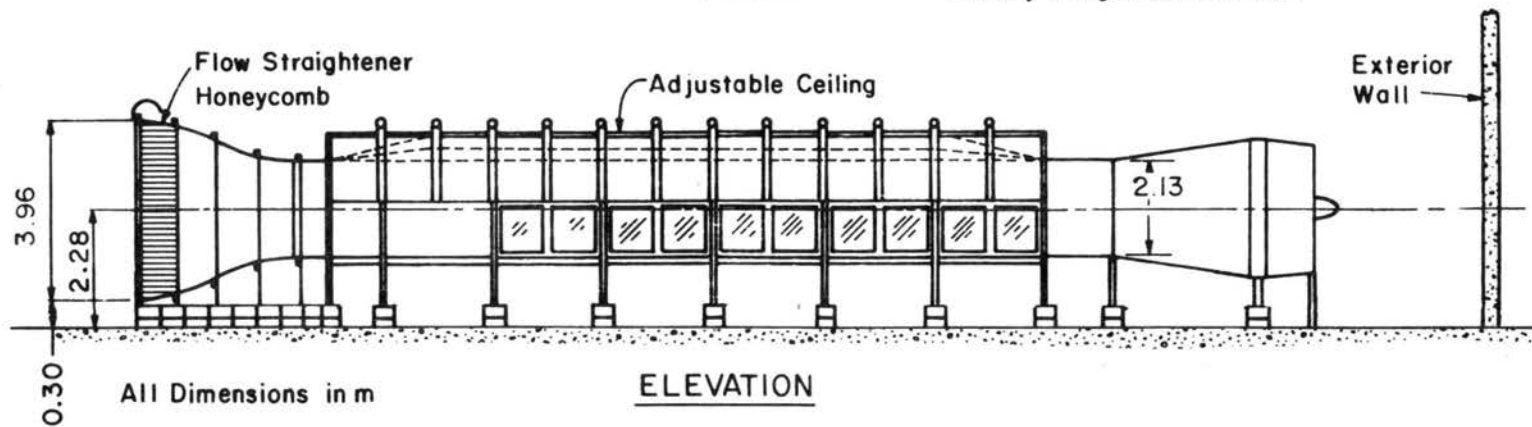 Flow Straightener
Honeycomb
Adjustable Ceiling
Exterior
Wall
3.96
2.28
2.13
0.30
All Dimensions in m
ELEVATION